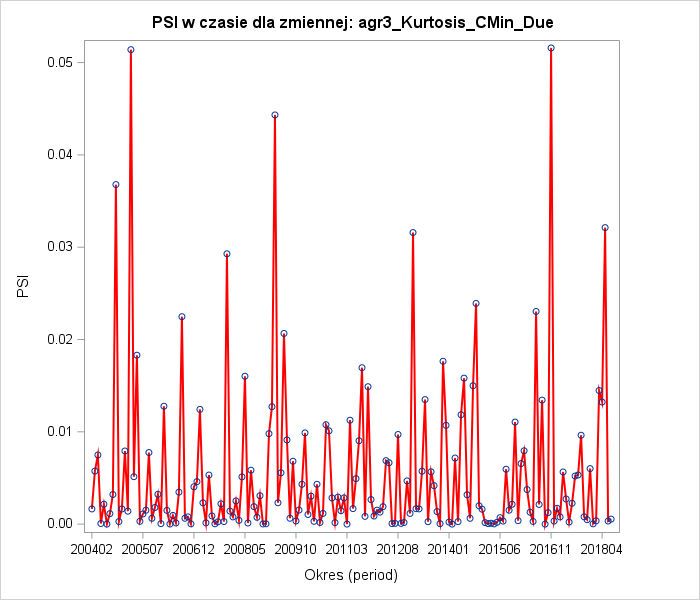 PSI w czasie dla zmiennej: agr3_Kurtosis_CMin_Due
0.05
0.04
0.03
0.02
0.01
0.00
PSI
200402 200507 200612 200805 200910 201103 201208 201401 201506 201611 201804
Okres (period)